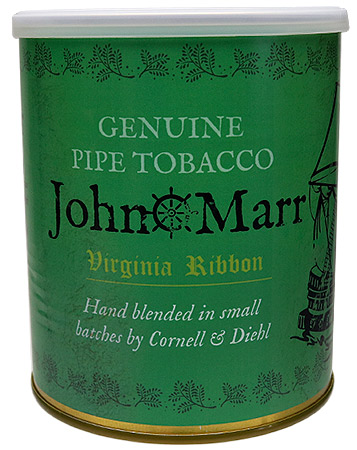 GENUINE
PIPE TOBACCO
John Marr
Virginia Ribbon
Hand blended in small
batches by Cornell & Diehl